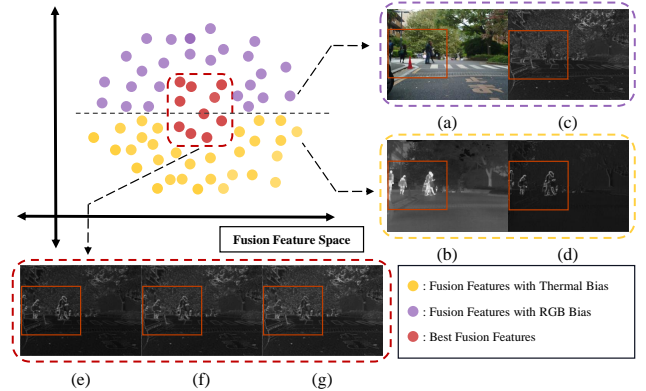 (a)
(c)
Fusion Feature Space
(b)
(d)
: Fusion Features with Thermal Bias
: Fusion Features with RGB Bias
: Best Fusion Features
(e)
(f)
(g)